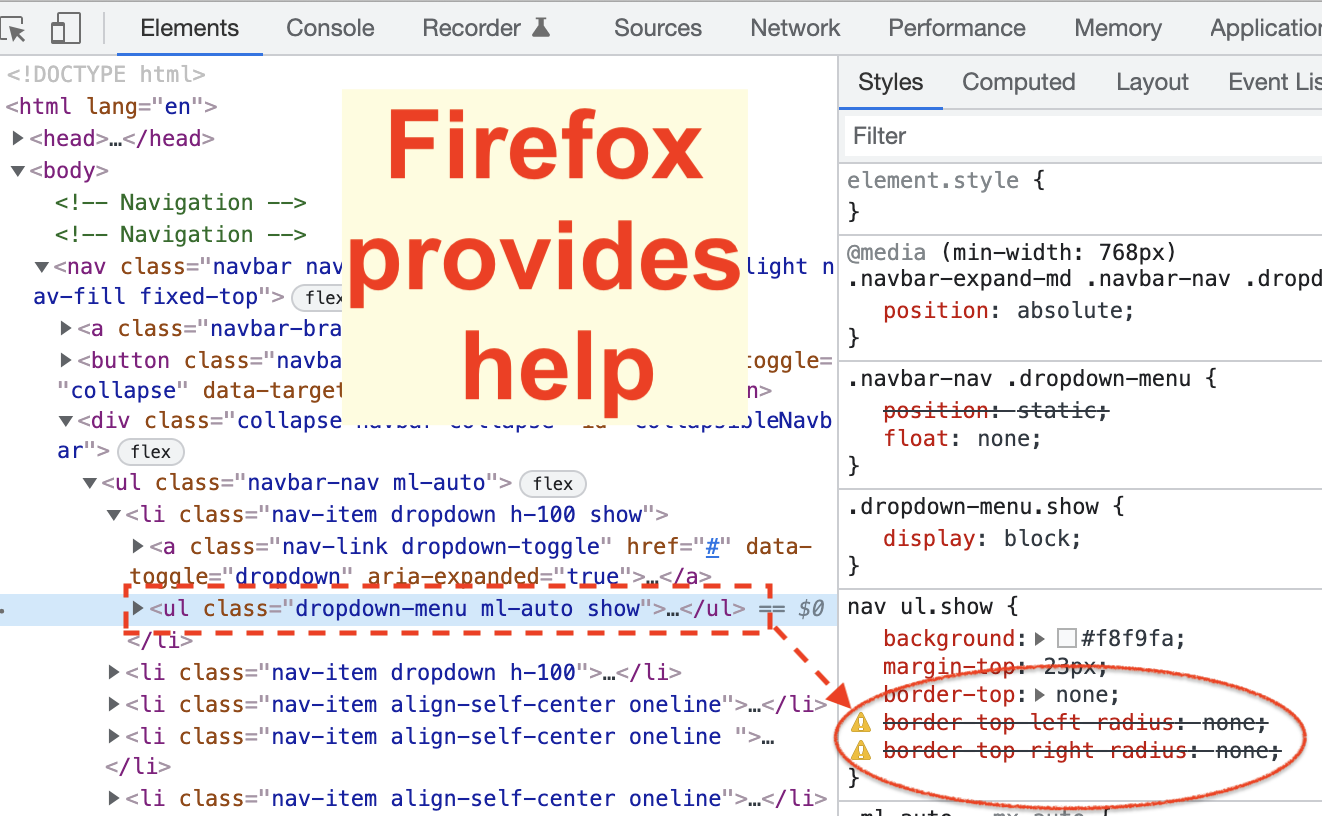 Elements Console Recorder Sources Network Performance Memory Application
<!DOCTYPE html>
<html lang="en">
<head>…</head>
<body>
<!-- Navigation -->
<!-- Navigation -->
<nav class="navbar nav light n
av-fill fixed-top"> flex
<a class="navbar-bra
<button class="navba toggle=
"collapse" data-target n>
<div class="collapse navbar-collapse" id="collapsibleNavb
ar"> flex
<ul class="navbar-nav ml-auto"> flex
<li class="nav-item dropdown h-100 show">
<a class="nav-link dropdown-toggle" href="#" data-
toggle="dropdown" aria-expanded="true">…</a>
<ul class="dropdown-menu ml-auto show">…</ul> == $0
</li>
<li class="nav-item dropdown h-100">…</li>
<li class="nav-item align-self-center oneline">…</li>
<li class="nav-item align-self-center oneline ">…
</li>
<li class="nav-item align-self-center oneline">…</li>
Firefox
provides
help
Styles Computed Layout Event Lis
Filter
element.style {
}
@media (min-width: 768px)
.navbar-expand-md .navbar-nav .dropd
position: absolute;
}
.navbar-nav .dropdown-menu {
position: static;
float: none;
}
.dropdown-menu.show {
display: block;
}
nav ul.show {
background: #f8f9fa;
margin-top: 23px;
border-top: none;
border-top-left-radius: none;
border-top-right-radius: none;
}
.ml-auto, .mx-auto {